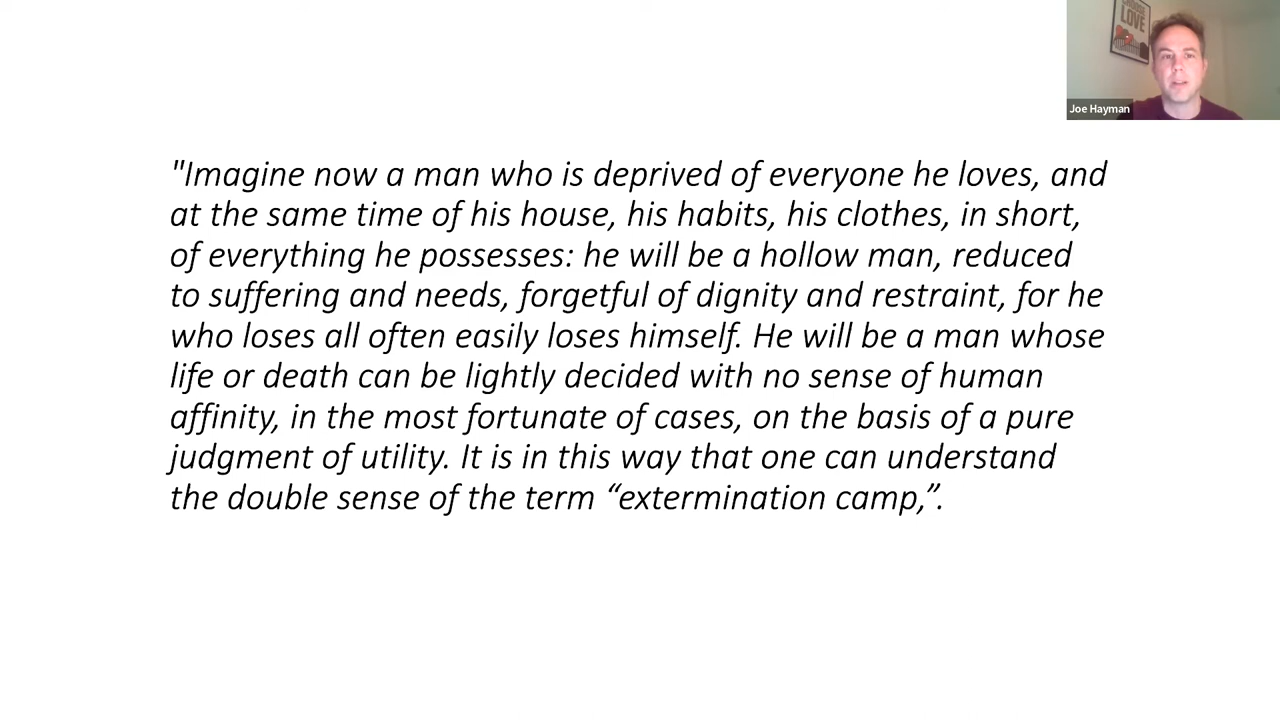 CHOOSE
LOVE
Joe Hayman
"Imagine now a man who is deprived of everyone he loves, and
at the same time of his house, his habits, his clothes, in short,
of everything he possesses: he will be a hollow man, reduced
to suffering and needs, forgetful of dignity and restraint, for he
who loses all often easily loses himself. He will be a man whose
life or death can be lightly decided with no sense of human
affinity, in the most fortunate of cases, on the basis of a pure
judgment of utility. It is in this way that one can understand
the double sense of the term “extermination camp,”.